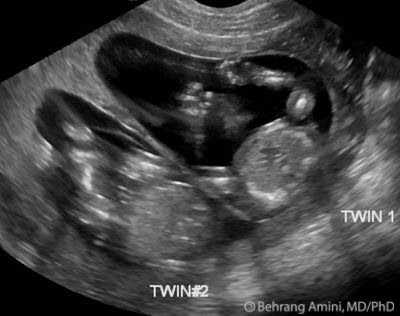 TWIN 1
TWIN#2
©Behrang Amini, MD/PhD